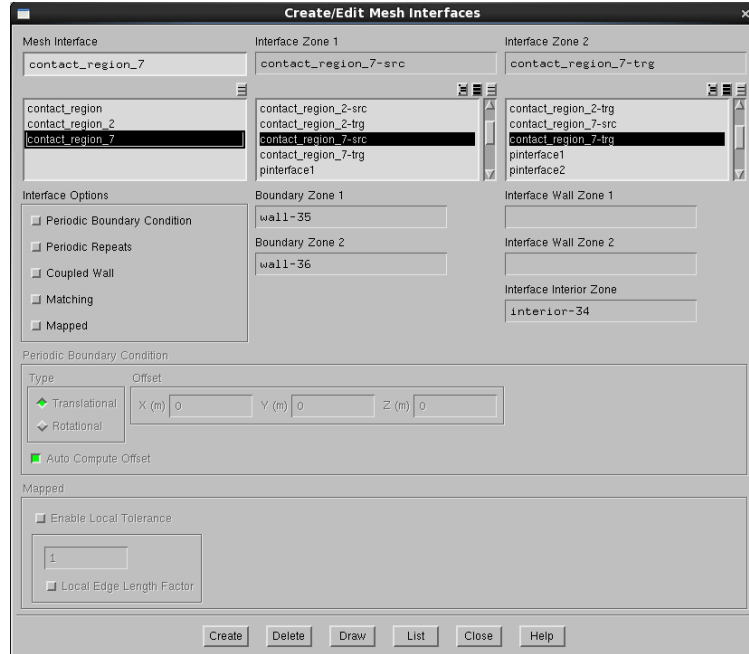 Create/Edit Mesh Interfaces
Mesh Interface
Interface Zone 1
Interface Zone 2
contact_region_7
contact_region_7-src
contact_region_7-trg
contact_region
contact_region_2
contact_region_7
contact_region_2-src
contact_region_2-trg
contact_region_7-src
contact_region_7-trg
pinterface1
contact_region_2-trg
contact_region_7-src
contact_region_7-trg
pinterface1
pinterface2
Interface Options
Periodic Boundary Condition
Periodic Repeats
Coupled Wall
Matching
Mapped
Boundary Zone 1
wall-35
Boundary Zone 2
wall-36
Interface Wall Zone 1
Interface Wall Zone 2
Interface Interior Zone
interior-34
Periodic Boundary Condition
Type
Translational
Rotational
Offset
X (m) 0 Y (m) 0 Z (m) 0
Auto Compute Offset
Mapped
Enable Local Tolerance
1
Local Edge Length Factor
Create Delete Draw List Close Help